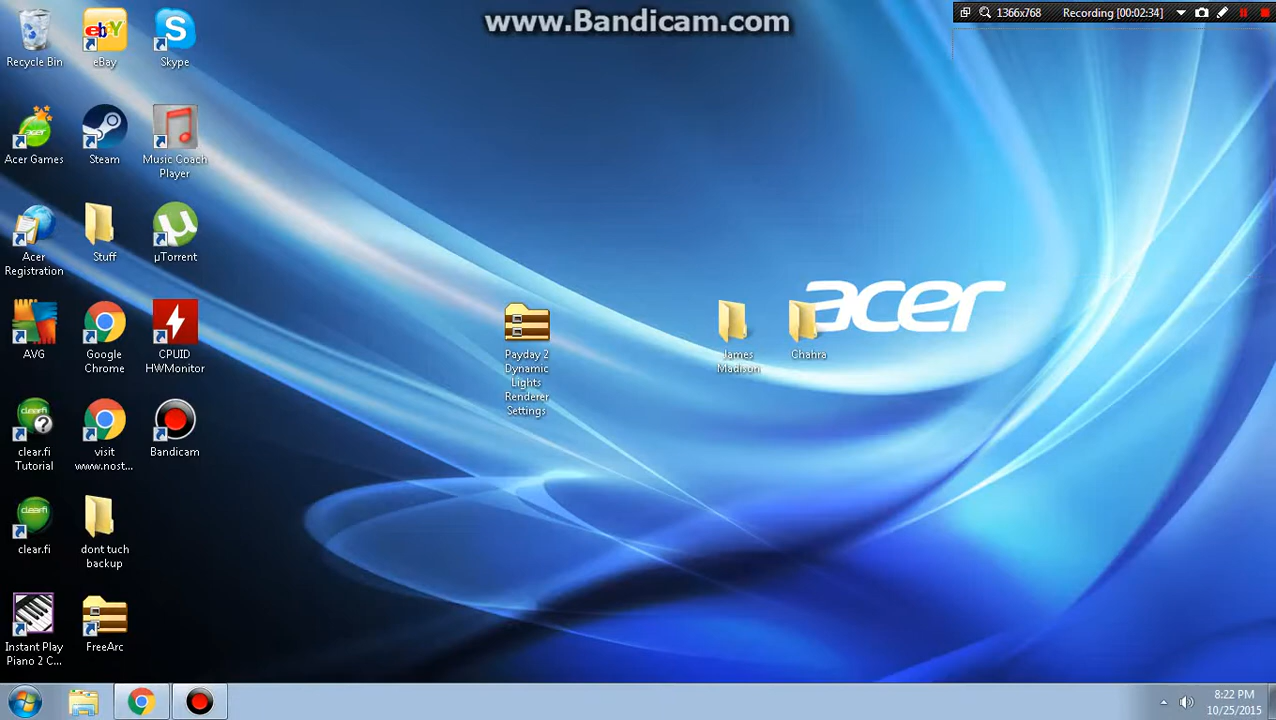 www.Bandicam.com
1366x768
Recording [00:02:34]
Recycle Bin
eBay
Skype
Acer Games
Steam
Music Coach
Player
Acer
Registration
Stuff
µTorrent
AVG
Google
Chrome
CPUID
HWMonitor
clear.fi
Tutorial
visit
www.nost...
Bandicam
clear.fi
dont tuch
backup
Instant Play
Piano 2 C...
FreeArc
Payday 2
Dynamic
Lights
Renderer
Settings
James
Madison
Chahra
acer
8:22 PM
10/25/2015